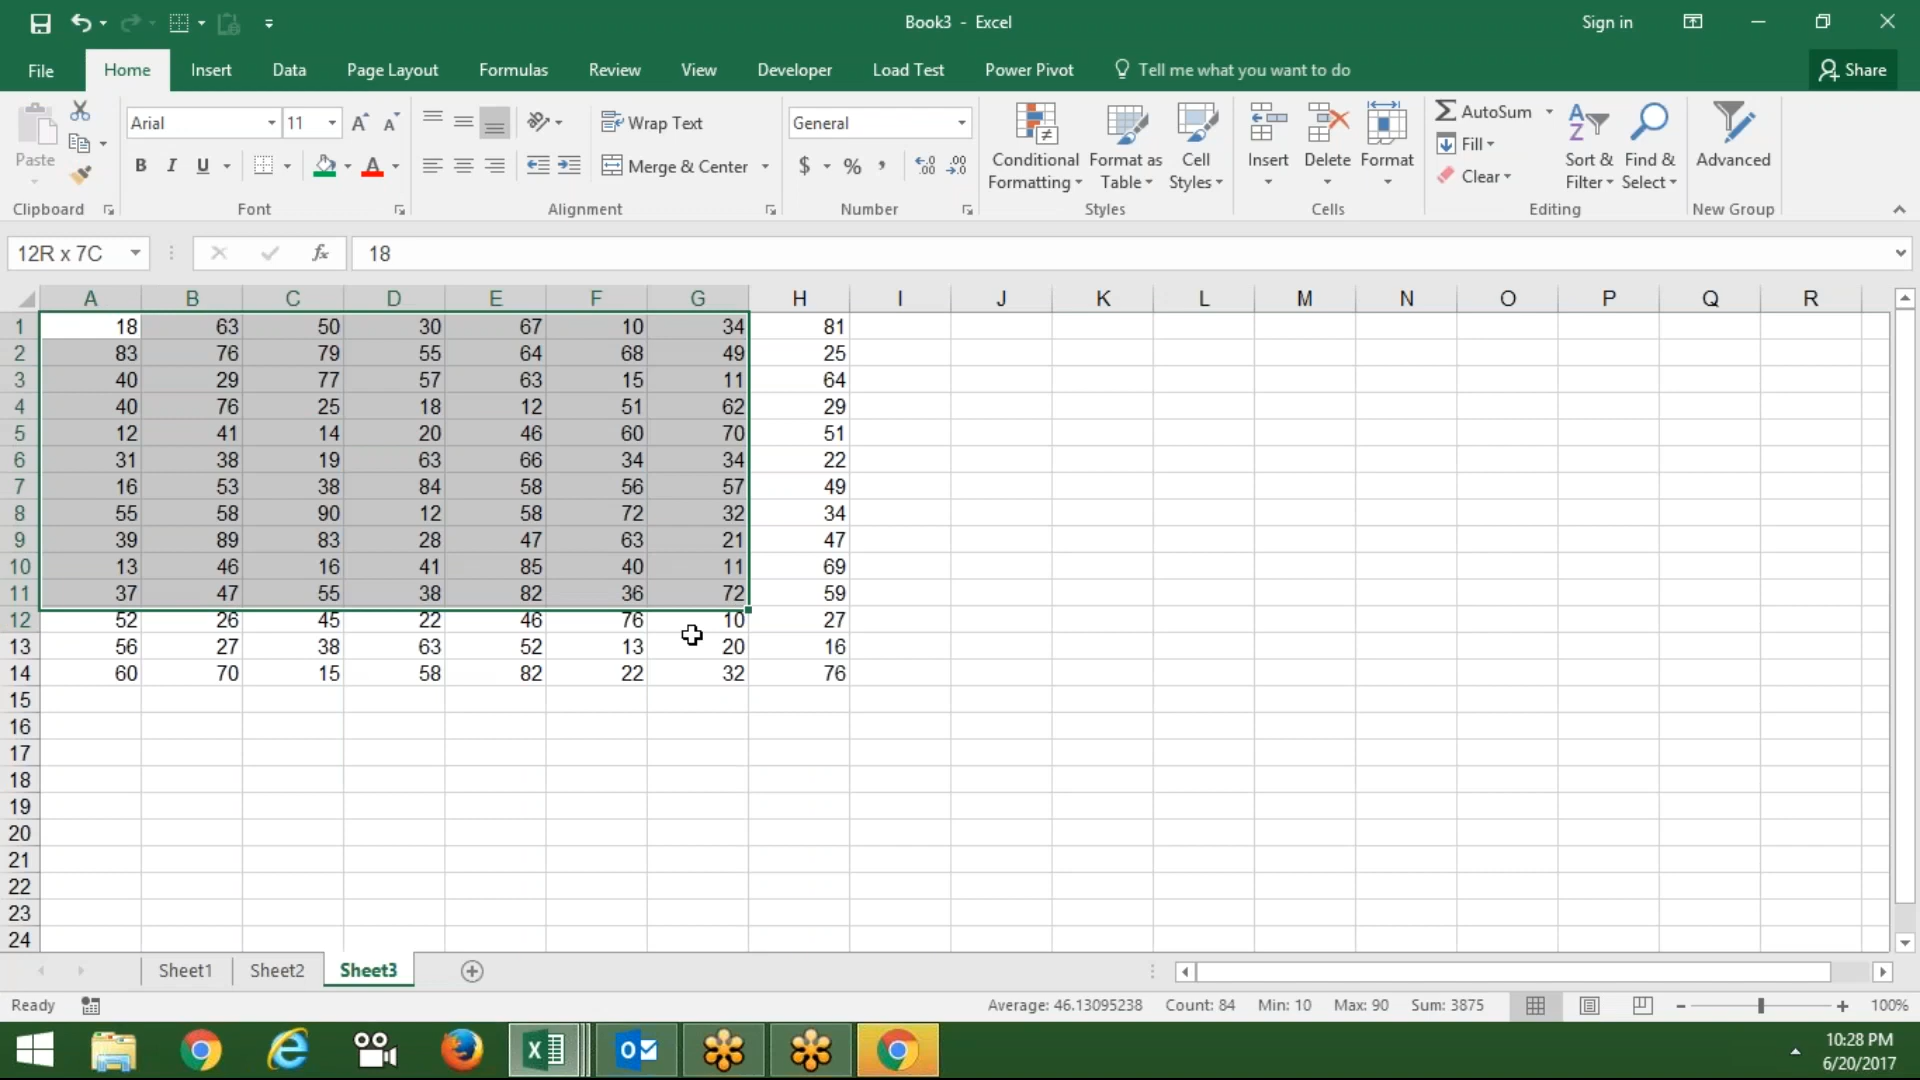 Book3 - Excel
Sign in
File Home Insert Data Page Layout Formulas Review View Developer Load Test Power Pivot Tell me what you want to do Share
Paste
Clipboard
Arial 11
B I U A
Font
Wrap Text
Merge & Center
Alignment
General
$ % ,
Number
Conditional Formatting
Format as Table
Cell Styles
Styles
Insert Delete Format
Cells
AutoSum
Fill
Clear
Sort & Filter
Find & Select
Editing
Advanced
New Group
12R x 7C fx 18
A B C D E F G H I J K L M N O P Q R
1 18 63 50 30 67 10 34 81
2 83 76 79 55 64 68 49 25
3 40 29 77 57 63 15 11 64
4 40 76 25 18 12 51 62 29
5 12 41 14 20 46 60 70 51
6 31 38 19 63 66 34 34 22
7 16 53 38 84 58 56 57 49
8 55 58 90 12 58 72 32 34
9 39 89 83 28 47 63 21 47
10 13 46 16 41 85 40 11 69
11 37 47 55 38 82 36 72 59
12 52 26 45 22 46 76 10 27
13 56 27 38 63 52 13 20 16
14 60 70 15 58 82 22 32 76
15
16
17
18
19
20
21
22
23
24
Sheet1 Sheet2 Sheet3
Ready Average: 46.13095238 Count: 84 Min: 10 Max: 90 Sum: 3875 100%
10:28 PM
6/20/2017